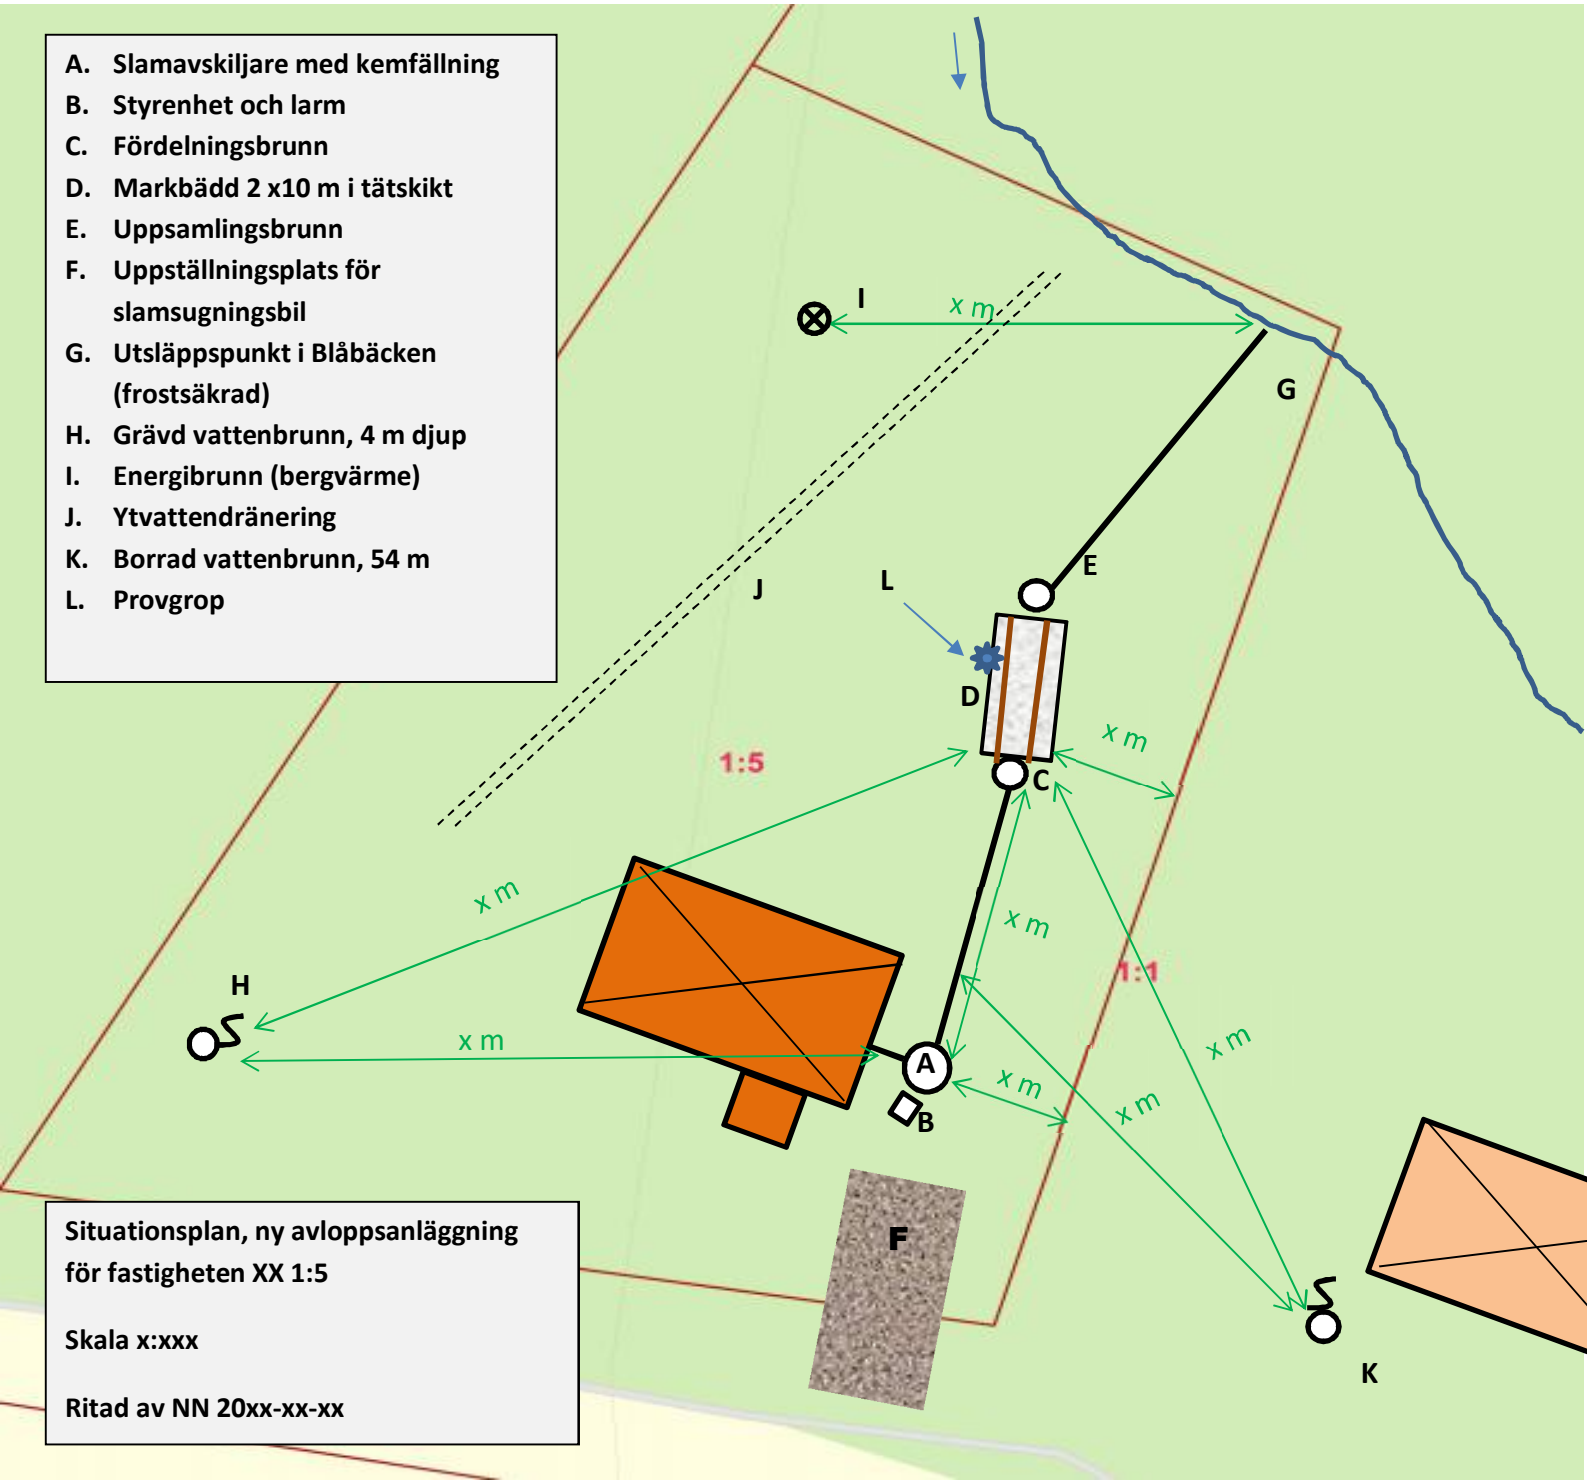 A. Slamavskiljare med kemfällning
B. Styrenhet och larm
C. Fördelningsbrunn
D. Markbädd 2 x10 m i tätskikt
E. Uppsamlingsbrunn
F. Uppställningsplats för
slamsugningsbil
G. Utsläppspunkt i Blåbäcken
(frostsäkrad)
H. Grävd vattenbrunn, 4 m djup
I. Energibrunn (bergvärme)
J. Ytvattendränering
K. Borrad vattenbrunn, 54 m
L. Provgrop
I
x m
G
E
L
J
D
x m
1:5
C
x m
x m
1:1
H
x m
x m
A
x m
x m
B
F
K
Situationsplan, ny avloppsanläggning
för fastigheten XX 1:5
Skala x:xxx
Ritad av NN 20xx-xx-xx